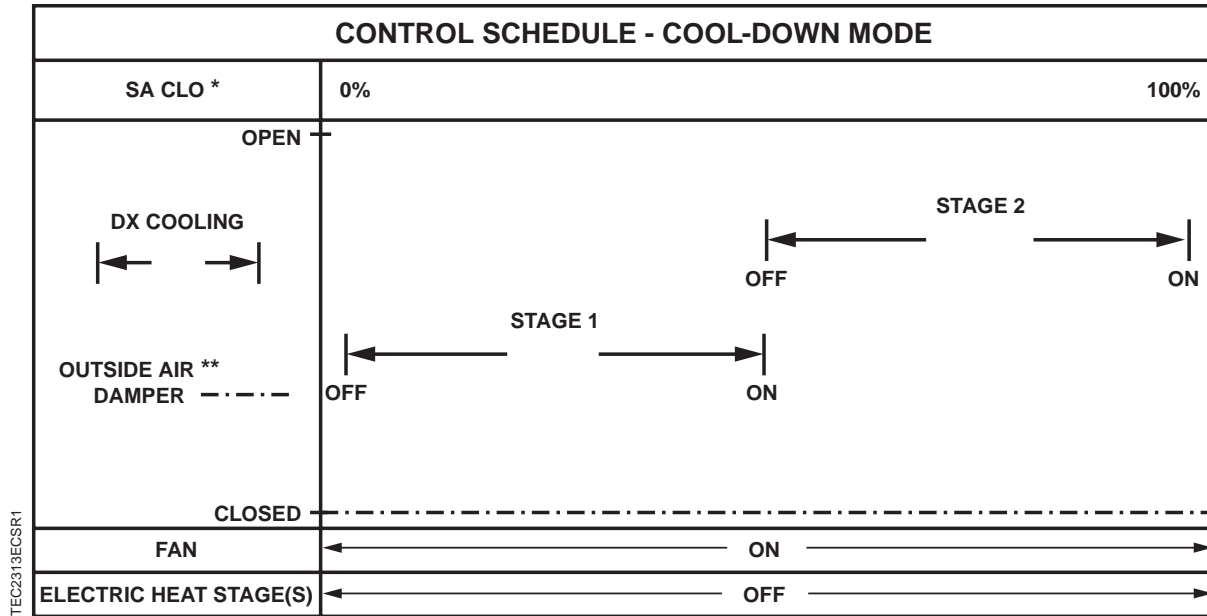 CONTROL SCHEDULE - COOL-DOWN MODE
SA CLO * 0% 100%
OPEN
DX COOLING
STAGE 2
OFF ON
STAGE 1
OUTSIDE AIR **
DAMPER
OFF ON
CLOSED
FAN ON
ELECTRIC HEAT STAGE(S) OFF
TEC2313ECSR1